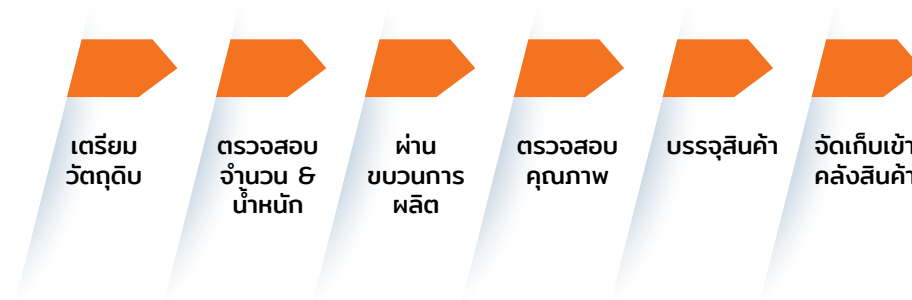 เตรียม
วัตถุดิบ
ตรวจสอบ
จำนวน &
น้ำหนัก
ผ่าน
ขบวนการ
ผลิต
ตรวจสอบ
คุณภาพ
บรรจุสินค้า
จัดเก็บเข้า
คลังสินค้า